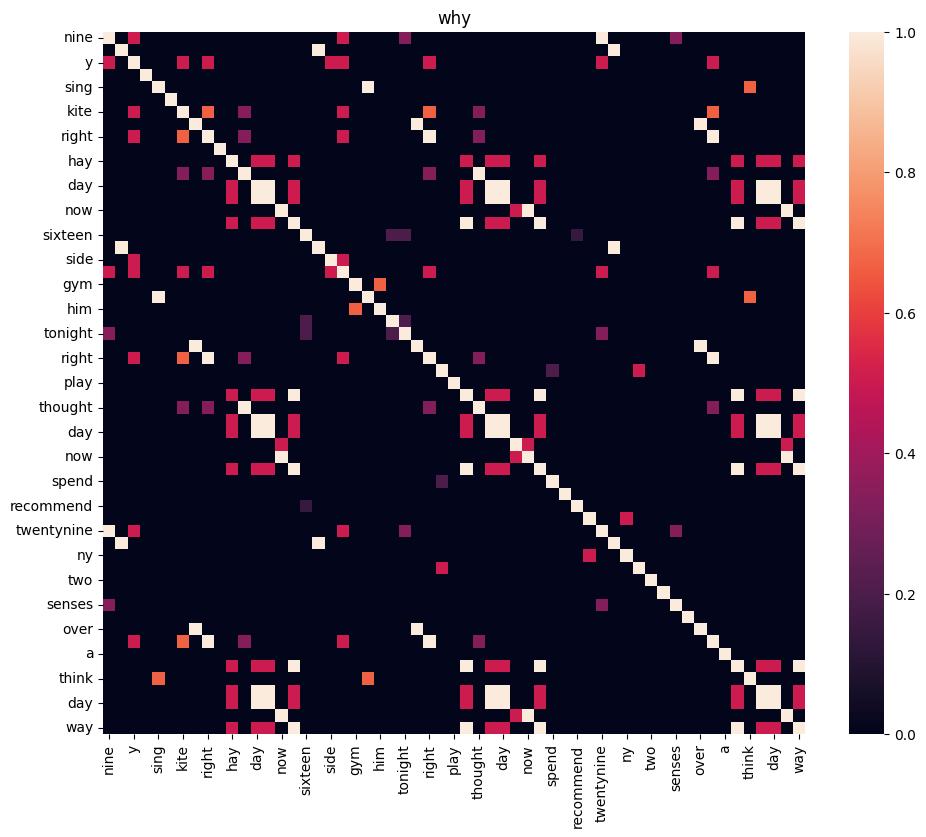 why
nine
y
sing
kite
right
hay
day
now
sixteen
side
gym
him
tonight
right
play
thought
day
now
spend
recommend
twentynine
ny
two
senses
over
a
think
day
way
nine
y
sing
kite
right
hay
day
now
sixteen
side
gym
him
tonight
right
play
thought
day
now
spend
recommend
twentynine
ny
two
senses
over
a
think
day
way
1.0
0.8
0.6
0.4
0.2
0.0